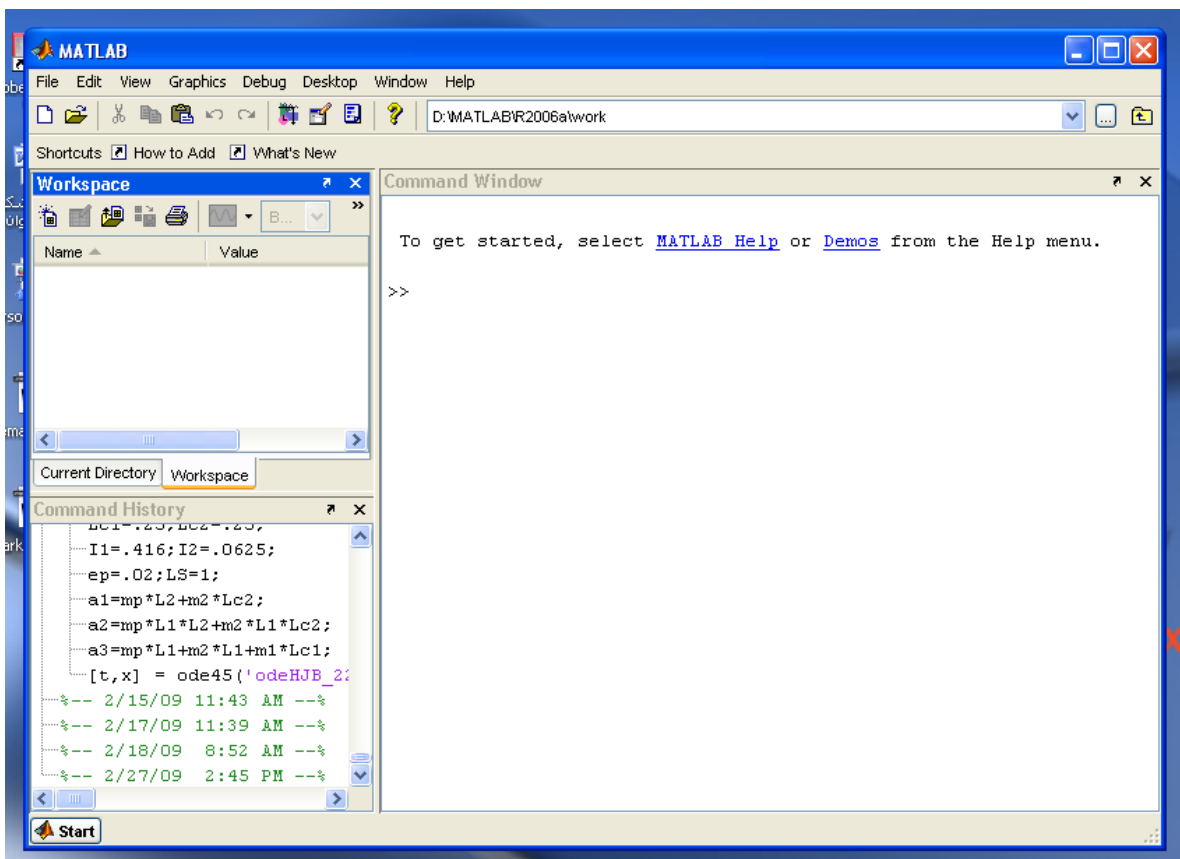 MATLAB
File Edit View Graphics Debug Desktop Window Help
D:\MATLAB\R2006a\work
Shortcuts How to Add What's New
Workspace
B...
Name Value
Current Directory Workspace
Command History
I1=.416;I2=.0625;
ep=.02;LS=1;
a1=mp*L2+m2*Lc2;
a2=mp*L1*L2+m2*L1*Lc2;
a3=mp*L1+m2*L1+m1*Lc1;
[t,x] = ode45('odeHJB_22
%-- 2/15/09 11:43 AM --%
%-- 2/17/09 11:39 AM --%
%-- 2/18/09 8:52 AM --%
%-- 2/27/09 2:45 PM --%
Command Window
To get started, select MATLAB Help or Demos from the Help menu.
>>
Start